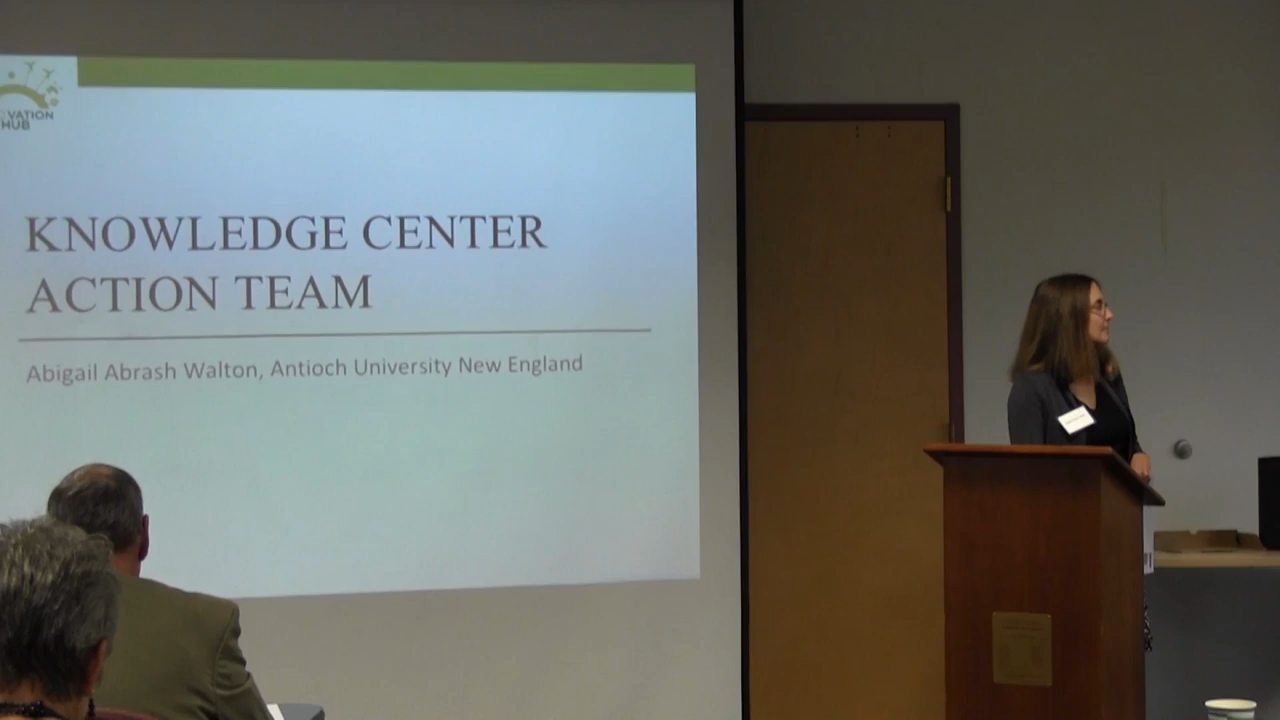 VATION
HUB
KNOWLEDGE CENTER
ACTION TEAM
Abigail Abrash Walton, Antioch University New England